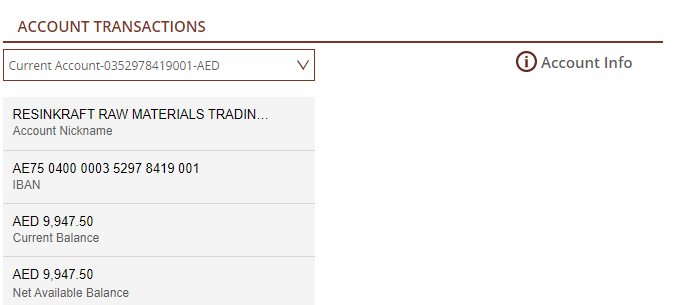 ACCOUNT TRANSACTIONS
Current Account-0352978419001-AED
Account Info
RESINKRAFT RAW MATERIALS TRADIN...
Account Nickname
AE75 0400 0003 5297 8419 001
IBAN
AED 9,947.50
Current Balance
AED 9,947.50
Net Available Balance